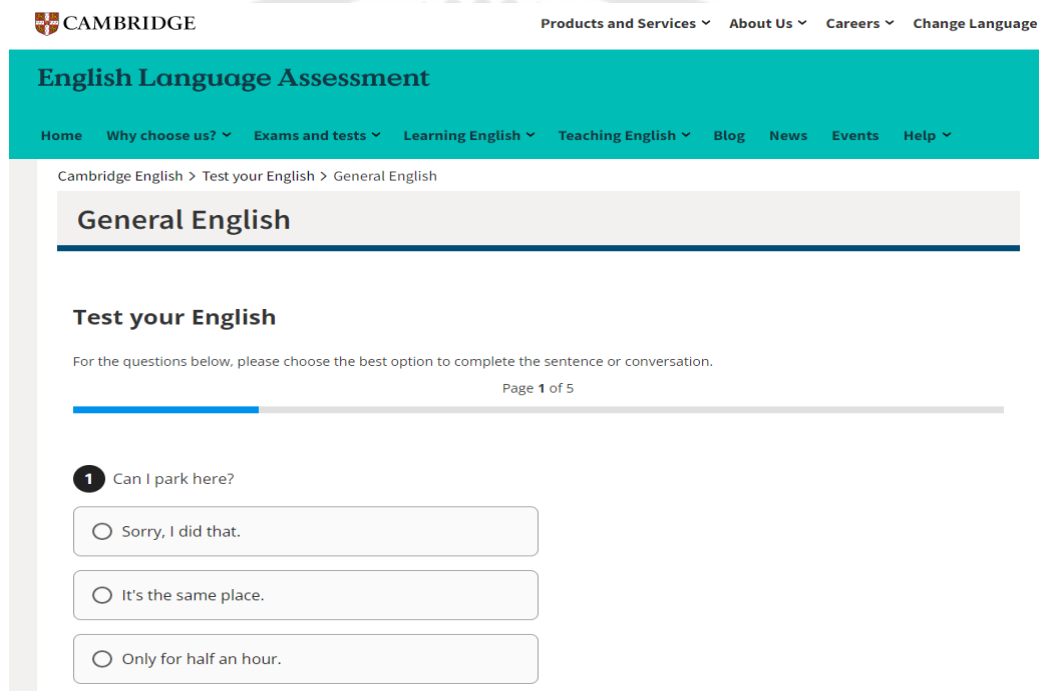 CAMBRIDGE
Products and Services About Us Careers Change Language
English Language Assessment
Home Why choose us? Exams and tests Learning English Teaching English Blog News Events Help
Cambridge English > Test your English > General English
General English
Test your English
For the questions below, please choose the best option to complete the sentence or conversation.
Page 1 of 5
1 Can I park here?
Sorry, I did that.
It's the same place.
Only for half an hour.